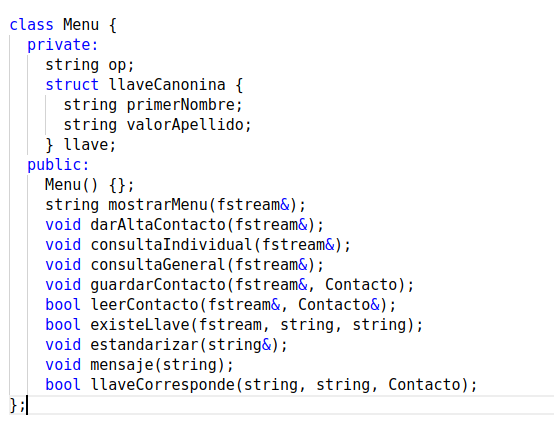 class Menu {
private:
string op;
struct llaveCanonina {
string primerNombre;
string valorApellido;
} llave;
public:
Menu() {};
string mostrarMenu(fstream&);
void darAltaContacto(fstream&);
void consultaIndividual(fstream&);
void consultaGeneral(fstream&);
void guardarContacto(fstream&, Contacto);
bool leerContacto(fstream&, Contacto&);
bool existeLlave(fstream, string, string);
void estandarizar(string&);
void mensaje(string);
bool llaveCorresponde(string, string, Contacto);
};